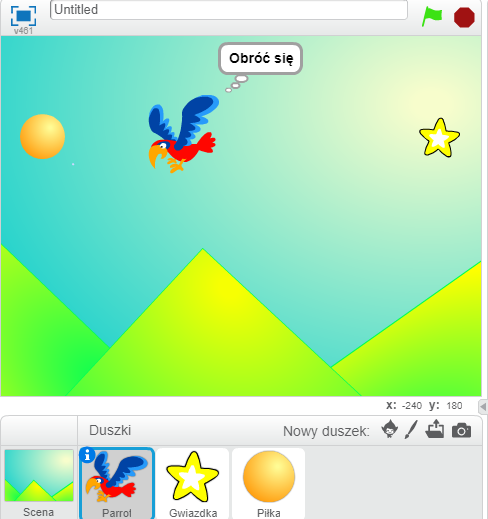 Untitled
v461
Obróć się
x: -240 y: 180
Duszki
Nowy duszek:
Scena
Parrot
Gwiazdka
Piłka